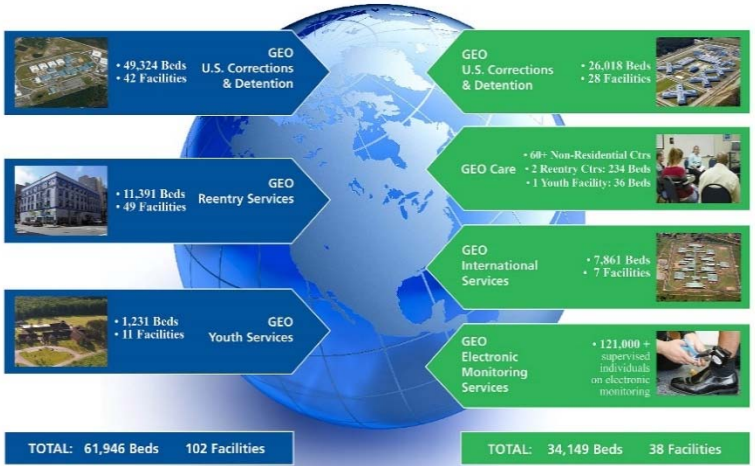 • 49,324 Beds
• 42 Facilities
GEO
U.S. Corrections
& Detention
• 11,391 Beds
• 49 Facilities
GEO
Reentry Services
• 1,231 Beds
• 11 Facilities
GEO
Youth Services
TOTAL: 61,946 Beds 102 Facilities
GEO
U.S. Corrections
& Detention
• 26,018 Beds
• 28 Facilities
GEO Care
• 60+ Non-Residential Ctrs
• 2 Reentry Ctrs: 234 Beds
• 1 Youth Facility: 36 Beds
GEO
International
Services
• 7,861 Beds
• 7 Facilities
GEO
Electronic
Monitoring
Services
• 121,000 +
supervised
individuals
on electronic
monitoring
TOTAL: 34,149 Beds 38 Facilities